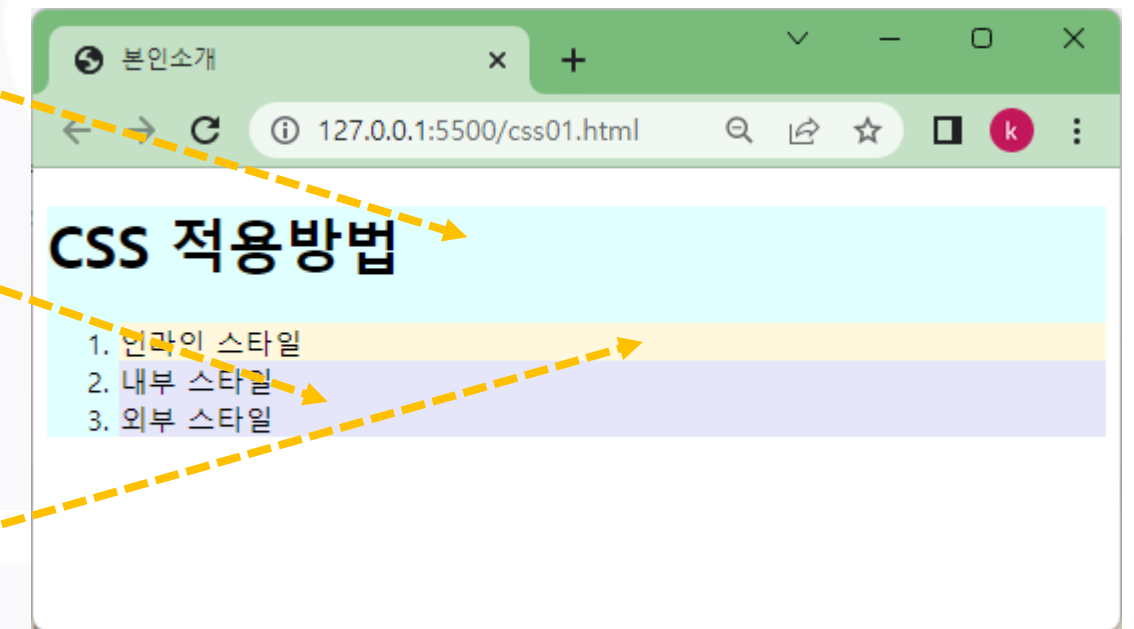 본인소개
127.0.0.1:5500/css01.html
k
CSS 적용방법
1. 인라인 스타일
2. 내부 스타일
3. 외부 스타일